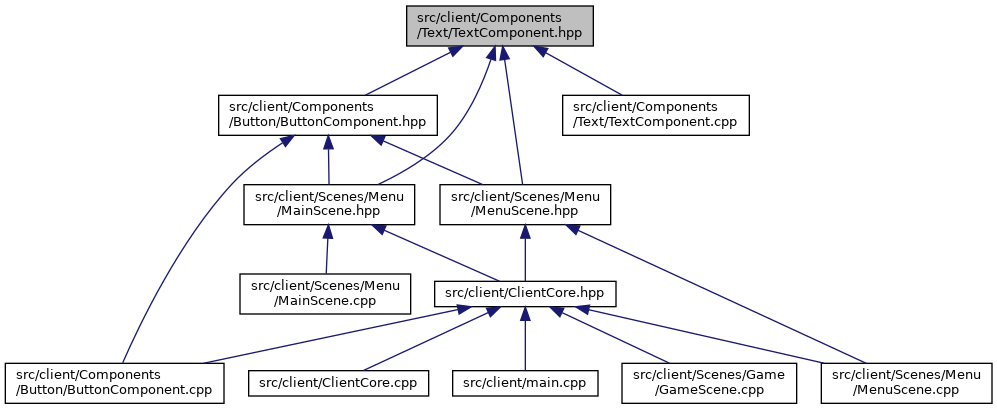 src/client/Components
/Text/TextComponent.hpp
src/client/Components
/Button/ButtonComponent.hpp
src/client/Components
/Text/TextComponent.cpp
src/client/Scenes/Menu
/MainScene.hpp
src/client/Scenes/Menu
/MenuScene.hpp
src/client/Scenes/Menu
/MainScene.cpp
src/client/ClientCore.hpp
src/client/Components
/Button/ButtonComponent.cpp
src/client/ClientCore.cpp
src/client/main.cpp
src/client/Scenes/Game
/GameScene.cpp
src/client/Scenes/Menu
/MenuScene.cpp